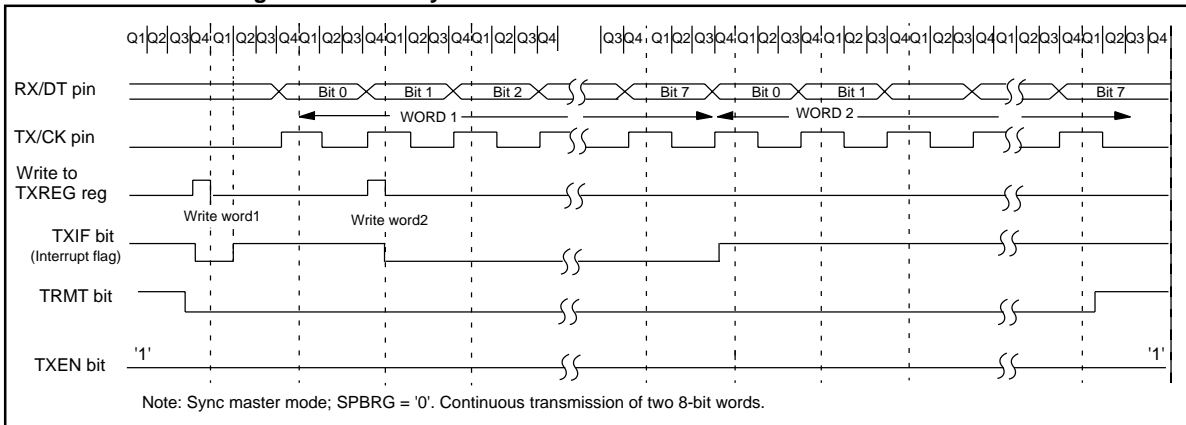 Q1 Q2 Q3 Q4 Q1 Q2 Q3 Q4 Q1 Q2 Q3 Q4 Q1 Q2 Q3 Q4 Q1 Q2 Q3 Q4 Q3 Q4 Q1 Q2 Q3 Q4 Q1 Q2 Q3 Q4 Q1 Q2 Q3 Q4 Q1 Q2 Q3 Q4 Q1 Q2 Q3 Q4 Q1 Q2 Q3 Q4
RX/DT pin Bit 0 Bit 1 Bit 2 Bit 7 Bit 0 Bit 1 Bit 7
WORD 1 WORD 2
TX/CK pin
Write to
TXREG reg
Write word1 Write word2
TXIF bit
(Interrupt flag)
TRMT bit
'1' '1'
TXEN bit
Note: Sync master mode; SPBRG = '0'. Continuous transmission of two 8-bit words.